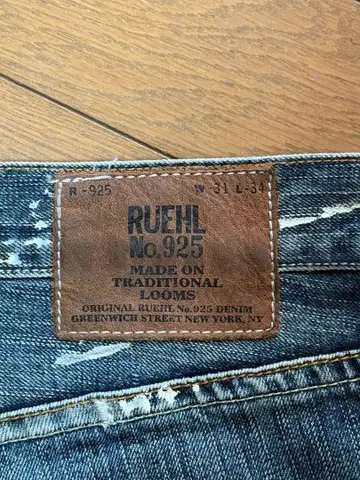 R -925 W -31 L-34
RUEHL
No.925
MADE ON
TRADITIONAL
LOOMS
ORIGINAL RUEHL No.925 DENIM
GREENWICH STREET NEW YORK, NY